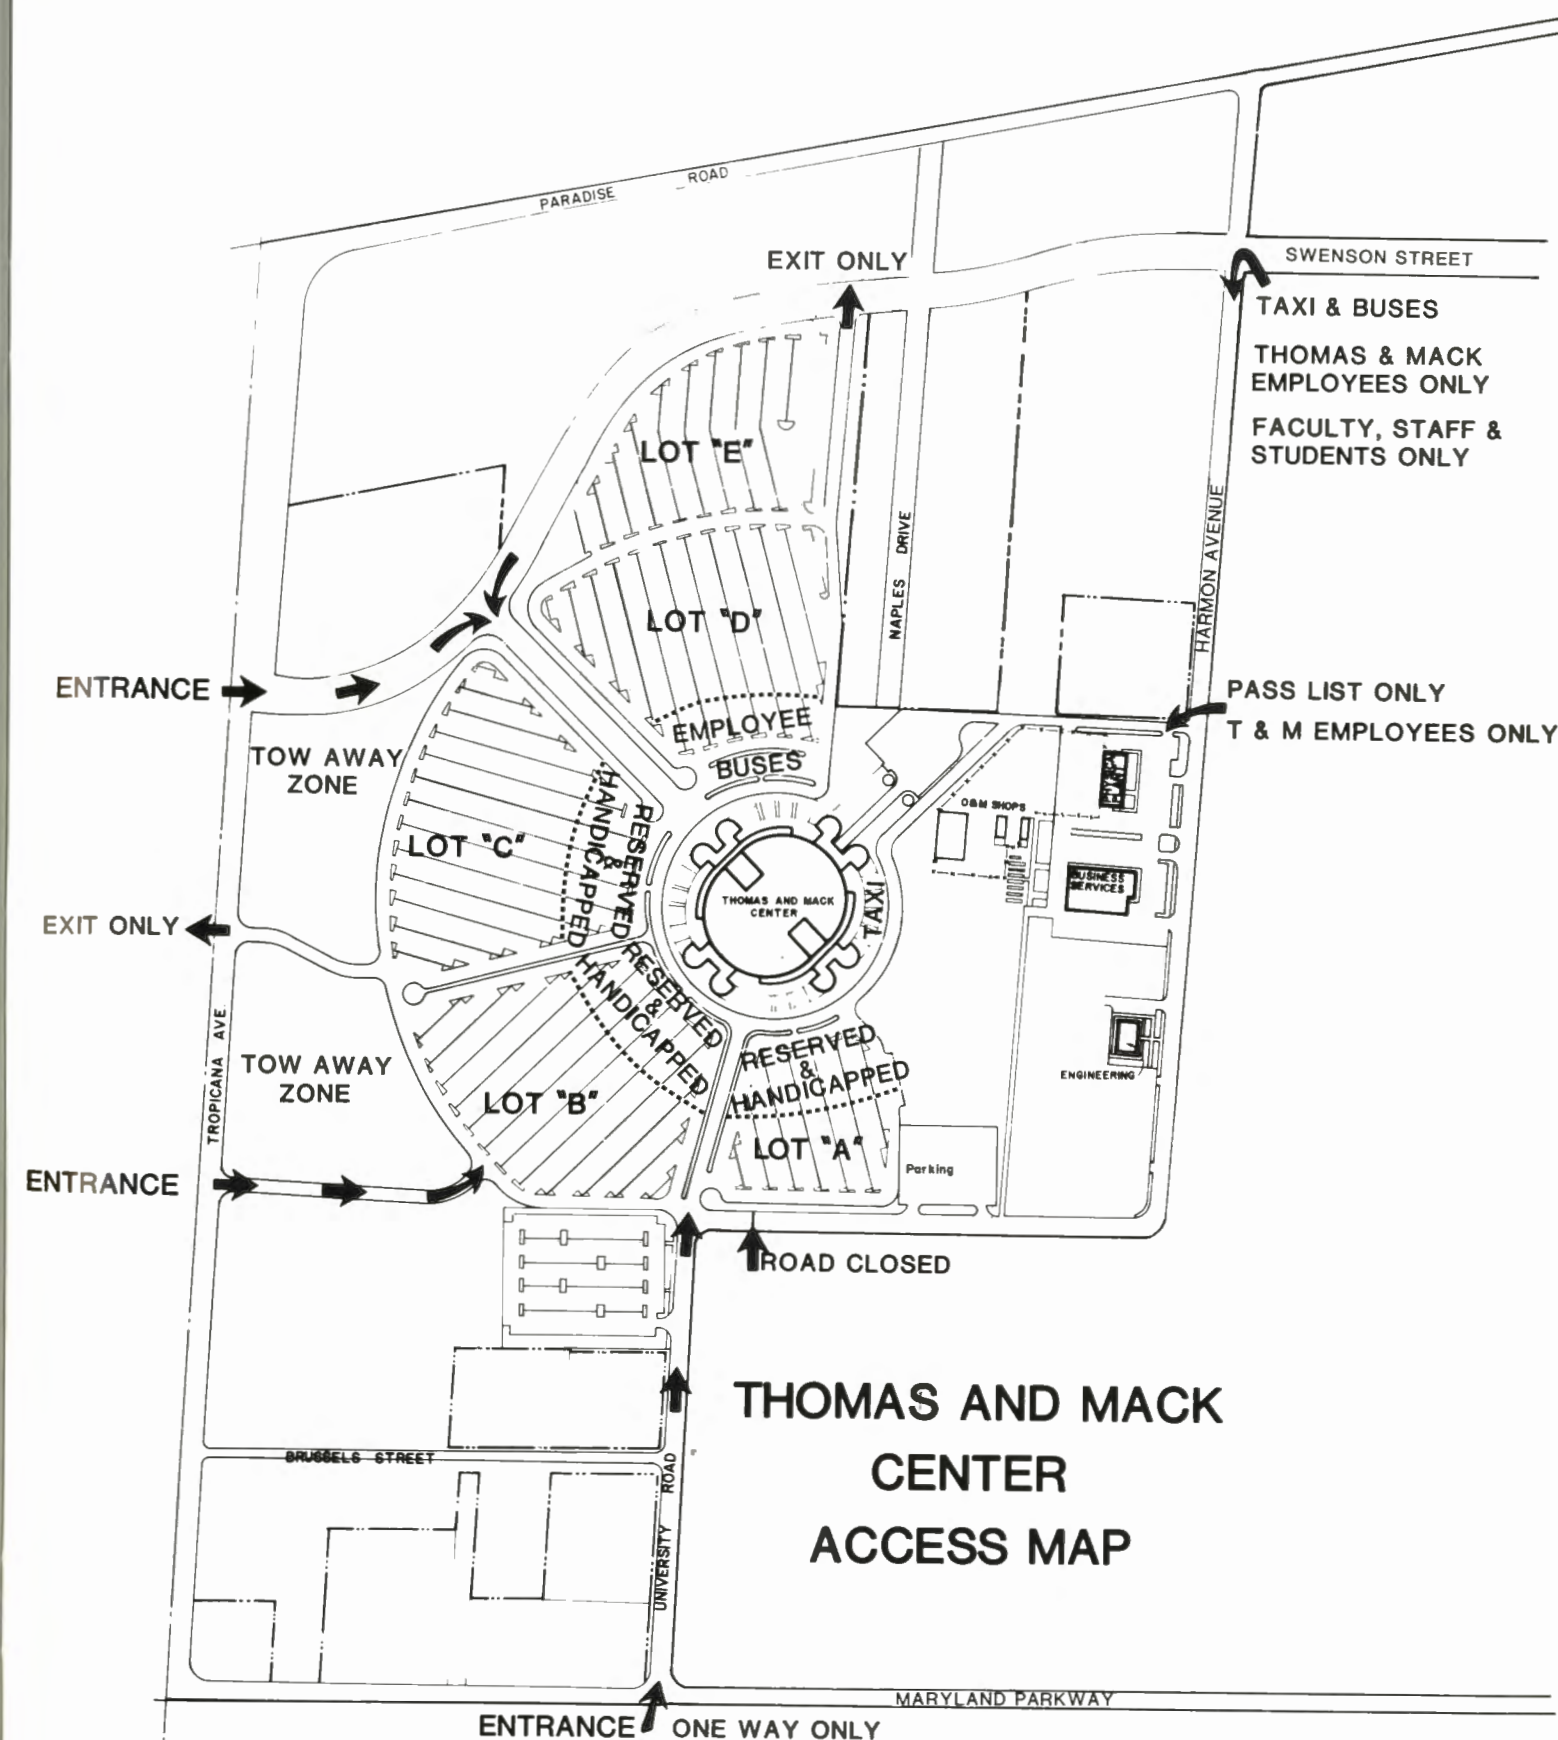 PARADISE ROAD
EXIT ONLY
SWENSON STREET
TAXI & BUSES
THOMAS & MACK
EMPLOYEES ONLY
FACULTY, STAFF &
STUDENTS ONLY
LOT "E"
HARMON AVENUE
NAPLES DRIVE
LOT "D"
ENTRANCE
PASS LIST ONLY
T & M EMPLOYEES ONLY
EMPLOYEE
BUSES
TOW AWAY
ZONE
O&M SHOPS
LOT "C"
RESERVED
&
HANDICAPPED
THOMAS AND MACK
CENTER
TAXI
BUSINESS
SERVICES
EXIT ONLY
RESERVED
&
HANDICAPPED
RESERVED
&
HANDICAPPED
TROPICANA AVE.
TOW AWAY
ZONE
ENGINEERING
LOT "B"
LOT "A"
Parking
ENTRANCE
ROAD CLOSED
THOMAS AND MACK
CENTER
ACCESS MAP
BRUSSELS STREET
UNIVERSITY ROAD
MARYLAND PARKWAY
ENTRANCE ONE WAY ONLY